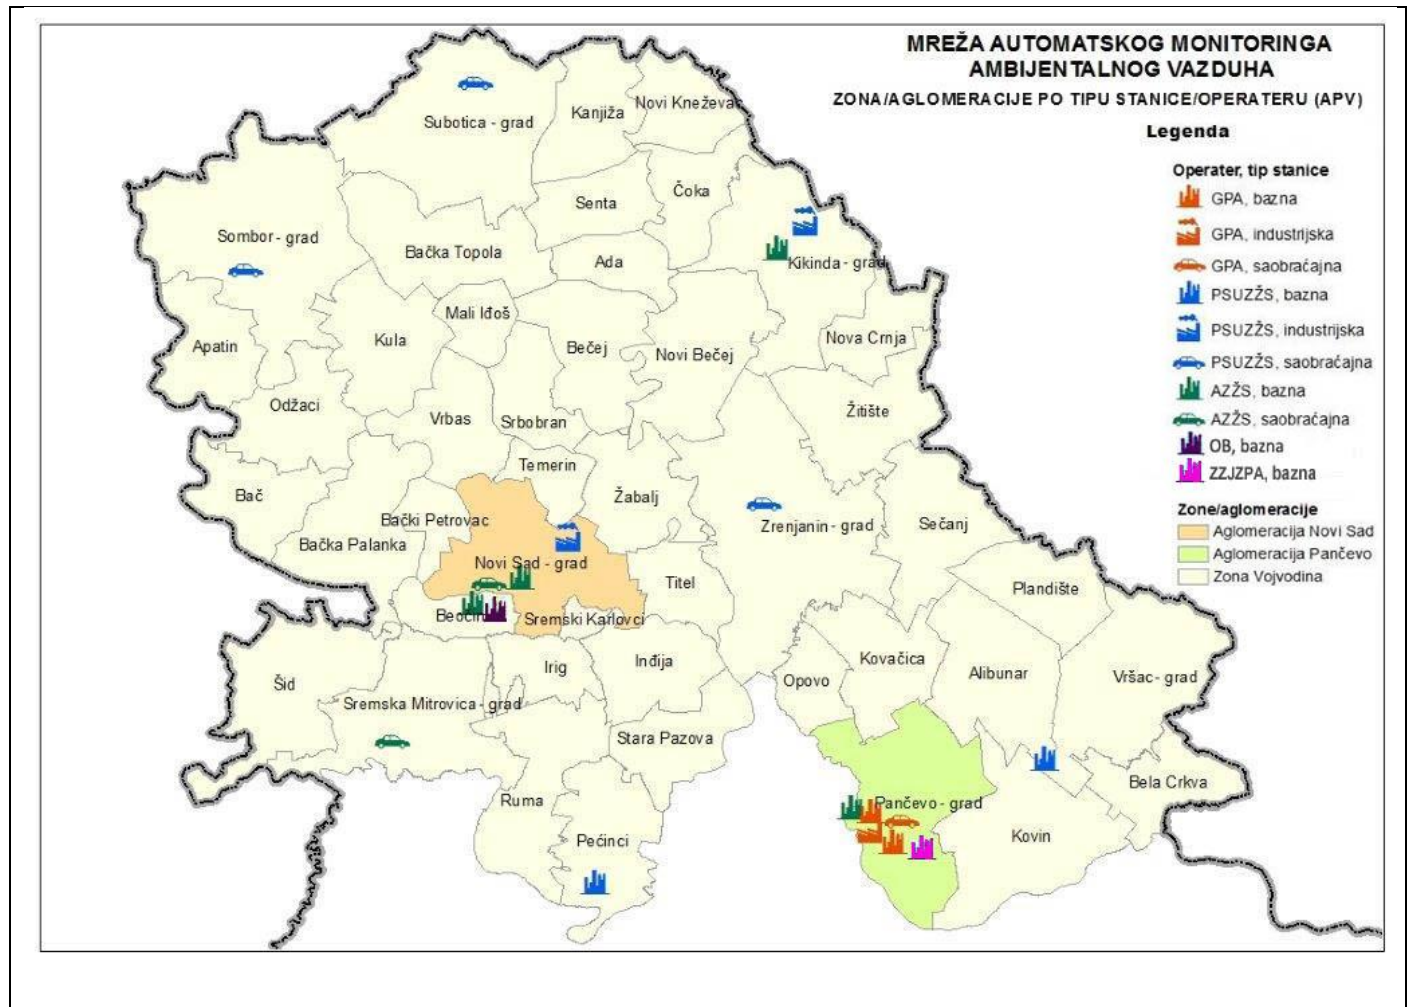 MREŽA AUTOMATSKOG MONITORINGA
AMBIJENTALNOG VAZDUHA
ZONA/AGLOMERACIJE PO TIPU STANICE/OPERATERU (APV)
Legenda
Operater, tip stanice
GPA, bazna
GPA, industrijska
GPA, saobraćajna
PSUZŽS, bazna
PSUZŽS, industrijska
PSUZŽS, saobraćajna
AZŽS, bazna
AZŽS, saobraćajna
OB, bazna
ZZJZPA, bazna
Zone/aglomeracije
Aglomeracija Novi Sad
Aglomeracija Pančevo
Zona Vojvodina
Subotica - grad
Kanjiža
Novi Kneževac
Senta
Čoka
Sombor - grad
Bačka Topola
Ada
Kikinda - grad
Mali Iđoš
Apatin
Kula
Bečej
Novi Bečej
Nova Crnja
Odžaci
Vrbas
Srbobran
Žitište
Temerin
Bač
Žabalj
Bački Petrovac
Bačka Palanka
Zrenjanin - grad
Sečanj
Novi Sad - grad
Titel
Plandište
Beočin
Sremski Karlovci
Šid
Irig
Inđija
Opovo
Kovačica
Alibunar
Vršac- grad
Sremska Mitrovica - grad
Stara Pazova
Bela Crkva
Ruma
Pančevo - grad
Pećinci
Kovin